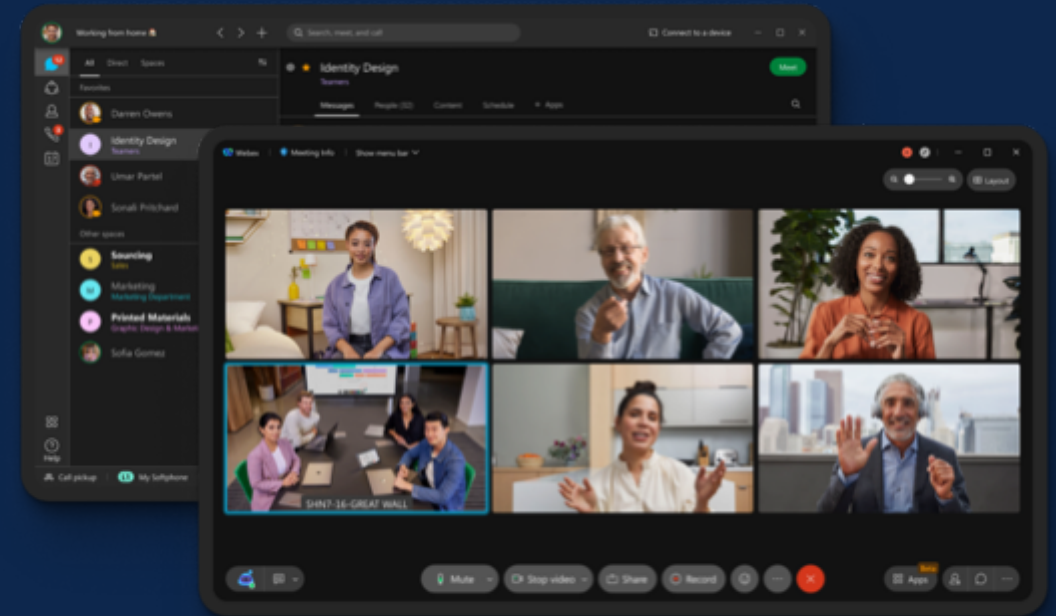 Working from home
Search, meet, and call
Connect to a device
All Direct Spaces
Favorites
Darren Owens
Identity Design
Teamers
Umar Partel
Sonali Pritchard
Other spaces
S
Sourcing
Sales
M
Marketing
Marketing Department
P
Printed Materials
Graphic Design & Market
Sofia Gomez
Help
Call pickup
My Softphone
Identity Design
Teamers
Meet
Messages People (12) Content Schedule + Apps
Webex Meeting Info Show menu bar
Layout
SHN7-16-GREAT WALL
Mute Stop video Share Record
Apps
Beta